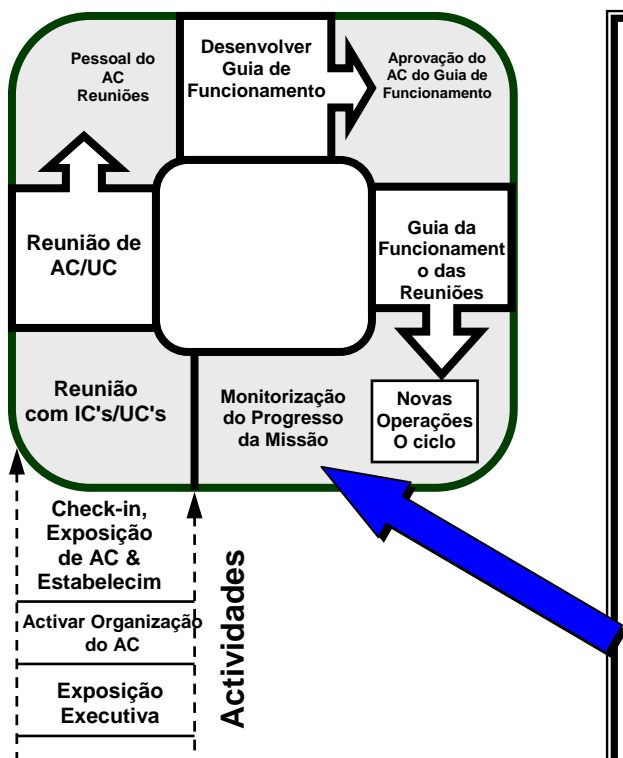 Pessoal do
AC
Reuniões
Desenvolver
Guia de
Funcionamento
Aprovação do
AC do Guia de
Funcionamento
Reunião de
AC/UC
Guia da
Funcionament
o das
Reuniões
Reunião
com IC's/UC's
Monitorização
do Progresso
da Missão
Novas
Operações
O ciclo
Check-in,
Exposição
de AC &
Estabelecim
Activar Organização
do AC
Exposição
Executiva
Actividades